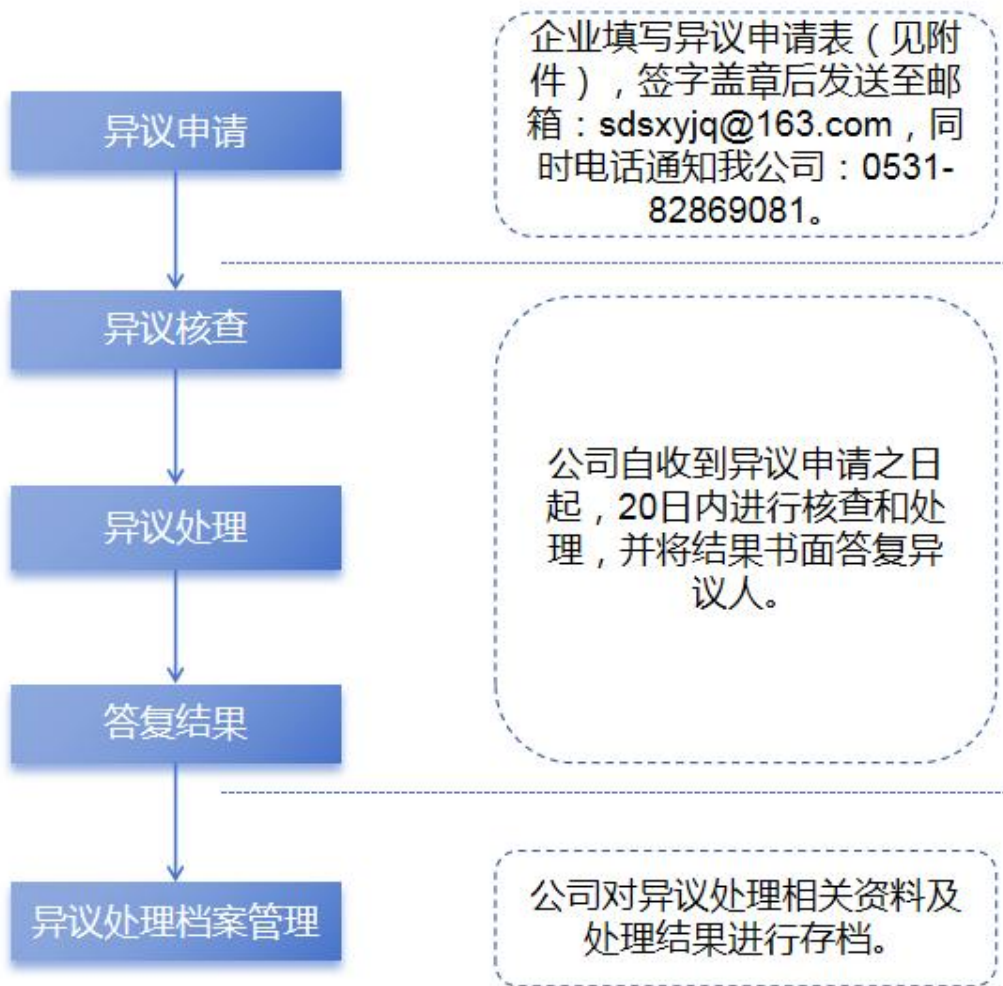 异议申请
企业填写异议申请表（见附
件），签字盖章后发送至邮
箱：sdsxyjq@163.com，同
时电话通知我公司：0531-
82869081。
异议核查
异议处理
答复结果
公司自收到异议申请之日
起，20日内进行核查和处
理，并将结果书面答复异
议人。
异议处理档案管理
公司对异议处理相关资料及
处理结果进行存档。